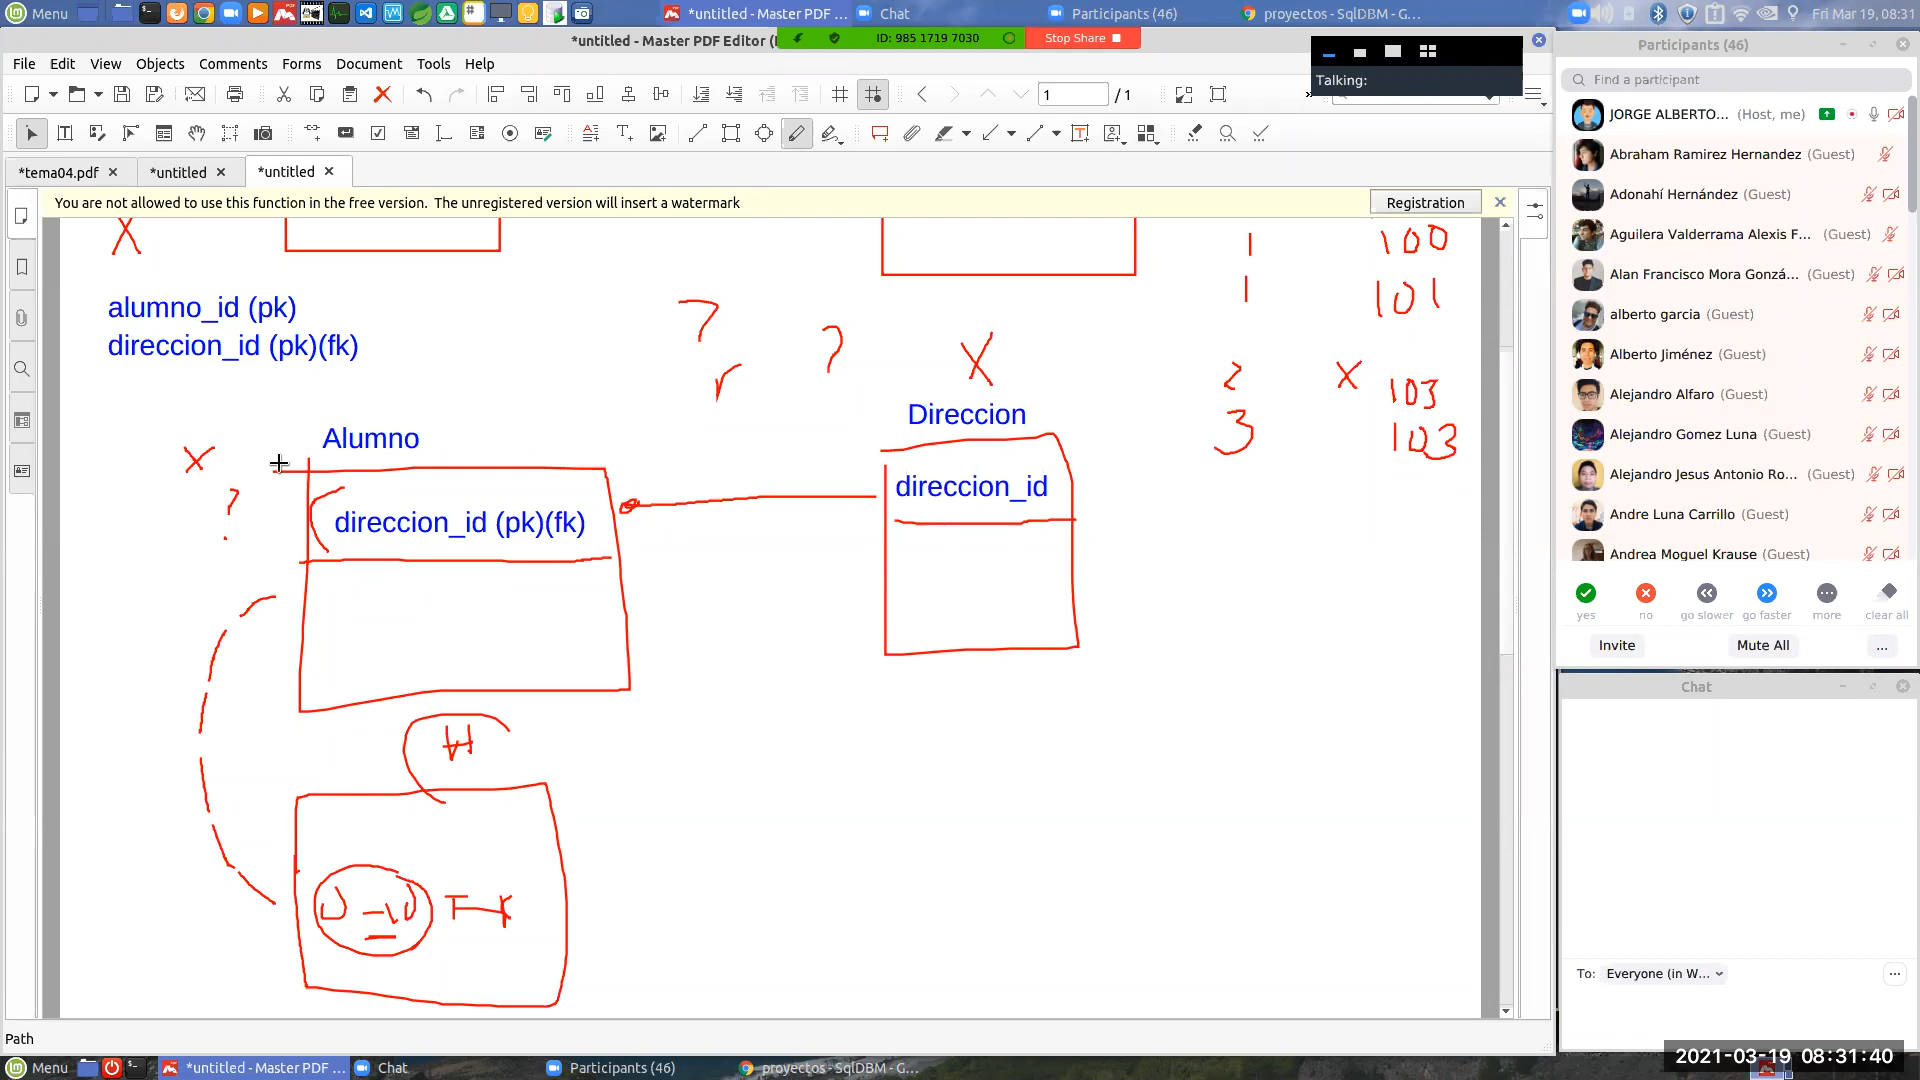 Menu
*untitled - Master PDF ...
Chat
Participants (46)
proyectos - SqlDBM - G...
Fri Mar 19, 08:31
*untitled - Master PDF Editor (
ID: 985 1719 7030
Stop Share
Talking:
File Edit View Objects Comments Forms Document Tools Help
1 / 1
*tema04.pdf
*untitled
*untitled
You are not allowed to use this function in the free version. The unregistered version will insert a watermark
Registration
X
1 100
alumno_id (pk)
1 101
direccion_id (pk)(fk)
?
X
2 X 103
r
Direccion
3 103
Alumno
X
direccion_id
?
direccion_id (pk)(fk)
FK
Path
Participants (46)
Find a participant
JORGE ALBERTO... (Host, me)
Abraham Ramirez Hernandez (Guest)
Adonahí Hernández (Guest)
Aguilera Valderrama Alexis F... (Guest)
Alan Francisco Mora Gonzá... (Guest)
alberto garcia (Guest)
Alberto Jiménez (Guest)
Alejandro Alfaro (Guest)
Alejandro Gomez Luna (Guest)
Alejandro Jesus Antonio Ro... (Guest)
Andre Luna Carrillo (Guest)
Andrea Moguel Krause (Guest)
yes no go slower go faster more clear all
Invite Mute All ...
Chat
To: Everyone (in W...
2021-03-19 08:31:40
Menu
*untitled - Master PDF ...
Chat
Participants (46)
proyectos - SqlDBM - G...